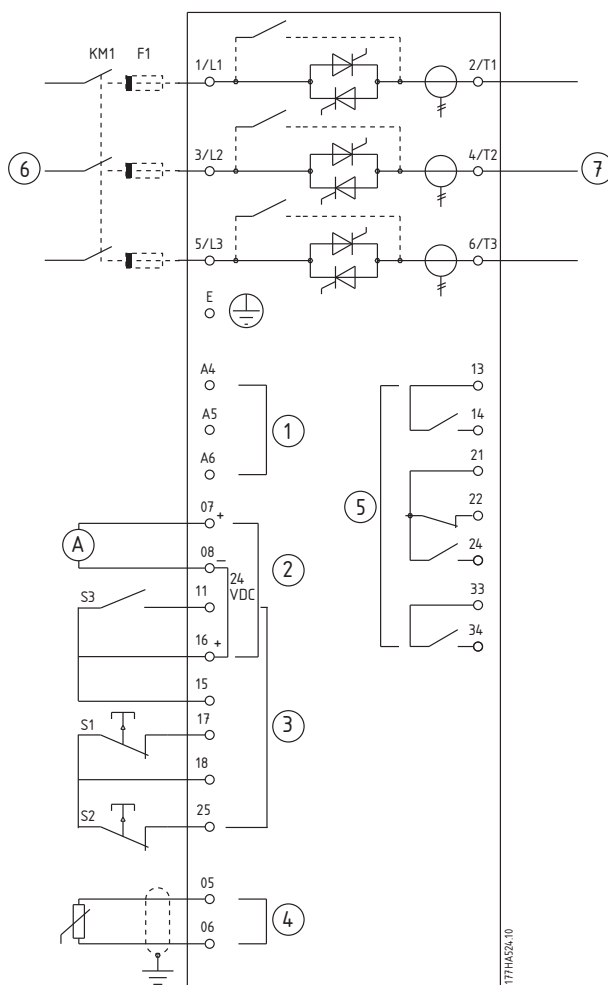 KM1 F1 1/L1 2/T1
6 3/L2 4/T2 7
5/L3 6/T3
E
A4 13
A5 1 14
A6 21
07 + 5 22
A 08 – 2 24
24 VDC
S3 11 33
16 + 34
15
S1 17 3
18
S2 25
05
4
06
177HA524.10